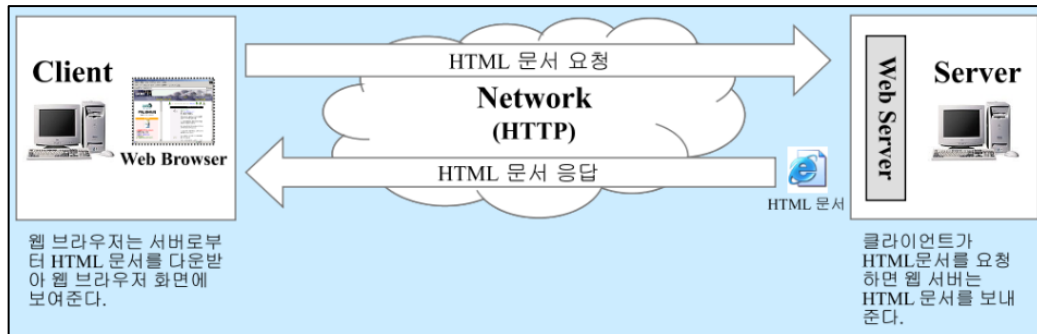 Client
Web Browser
HTML 문서 요청
Network
(HTTP)
HTML 문서 응답
HTML 문서
Web Server
Server
웹 브라우저는 서버로부
터 HTML 문서를 다운받
아 웹 브라우저 화면에
보여준다.
클라이언트가
HTML문서를 요청
하면 웹 서버는
HTML 문서를 보내
준다.